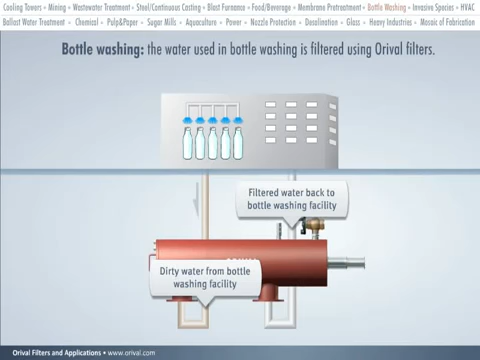 Cooling Towers • Mining • Wastewater Treatment • Steel/Continuous Casting • Blast Furnaces • Food/Beverage • Membrane Pretreatment • Bottle Washing • Invasive Species • HVAC
Ballast Water Treatment • Chemical • Pulp&Paper • Sugar Mills • Aquaculture • Power • Nozzle Protection • Desalination • Glass • Heavy Industries • Mosaic of Fabrication
Bottle washing: the water used in bottle washing is filtered using Orival filters.
Filtered water back to
bottle washing facility
Dirty water from bottle
washing facility
Orival Filters and Applications • www.orival.com